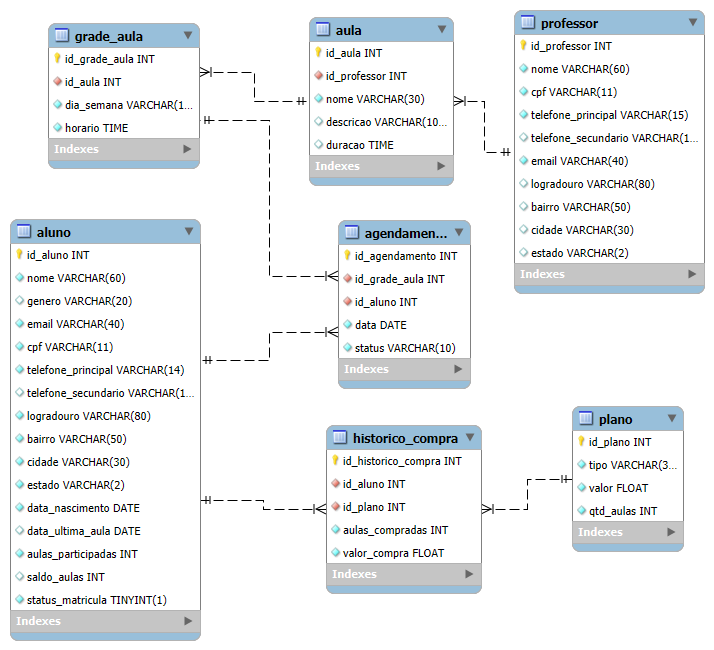 grade_aula
id_grade_aula INT
id_aula INT
dia_semana VARCHAR(1...
horario TIME
Indexes
aula
id_aula INT
id_professor INT
nome VARCHAR(30)
descricao VARCHAR(10...
duracao TIME
Indexes
professor
id_professor INT
nome VARCHAR(60)
cpf VARCHAR(11)
telefone_principal VARCHAR(15)
telefone_secundario VARCHAR(1...
email VARCHAR(40)
logradouro VARCHAR(80)
bairro VARCHAR(50)
cidade VARCHAR(30)
estado VARCHAR(2)
Indexes
aluno
id_aluno INT
nome VARCHAR(60)
genero VARCHAR(20)
email VARCHAR(40)
cpf VARCHAR(11)
telefone_principal VARCHAR(14)
telefone_secundario VARCHAR(1...
logradouro VARCHAR(80)
bairro VARCHAR(50)
cidade VARCHAR(30)
estado VARCHAR(2)
data_nascimento DATE
data_ultima_aula DATE
aulas_participadas INT
saldo_aulas INT
status_matricula TINYINT(1)
Indexes
agendamen...
id_agendamento INT
id_grade_aula INT
id_aluno INT
data DATE
status VARCHAR(10)
Indexes
historico_compra
id_historico_compra INT
id_aluno INT
id_plano INT
aulas_compradas INT
valor_compra FLOAT
Indexes
plano
id_plano INT
tipo VARCHAR(3...
valor FLOAT
qtd_aulas INT
Indexes